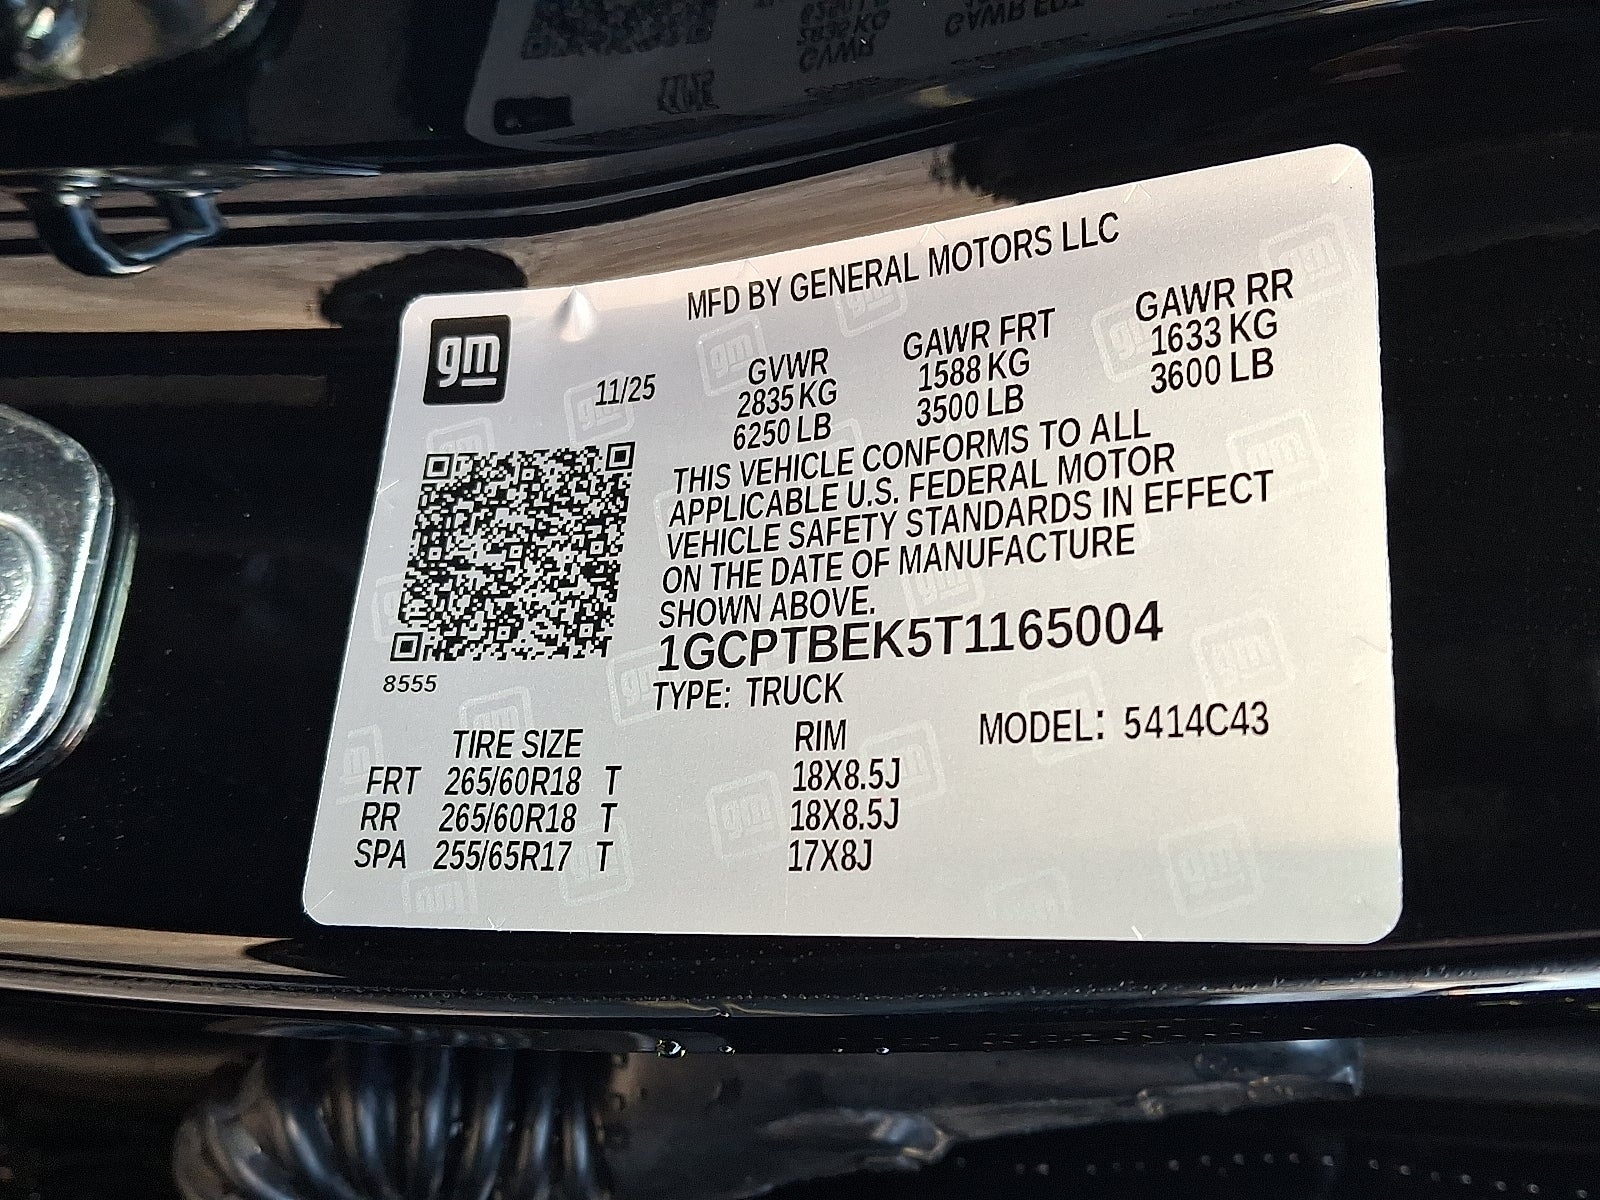 MFD BY GENERAL MOTORS LLC
gm
11/25
GVWR GAWR FRT GAWR RR
2835 KG 1588 KG 1633 KG
6250 LB 3500 LB 3600 LB
THIS VEHICLE CONFORMS TO ALL
APPLICABLE U.S. FEDERAL MOTOR
VEHICLE SAFETY STANDARDS IN EFFECT
ON THE DATE OF MANUFACTURE
SHOWN ABOVE.
1GCPTBEK5T1165004
8555
TYPE: TRUCK
TIRE SIZE RIM MODEL: 5414C43
FRT 265/60R18 T 18X8.5J
RR 265/60R18 T 18X8.5J
SPA 255/65R17 T 17X8J